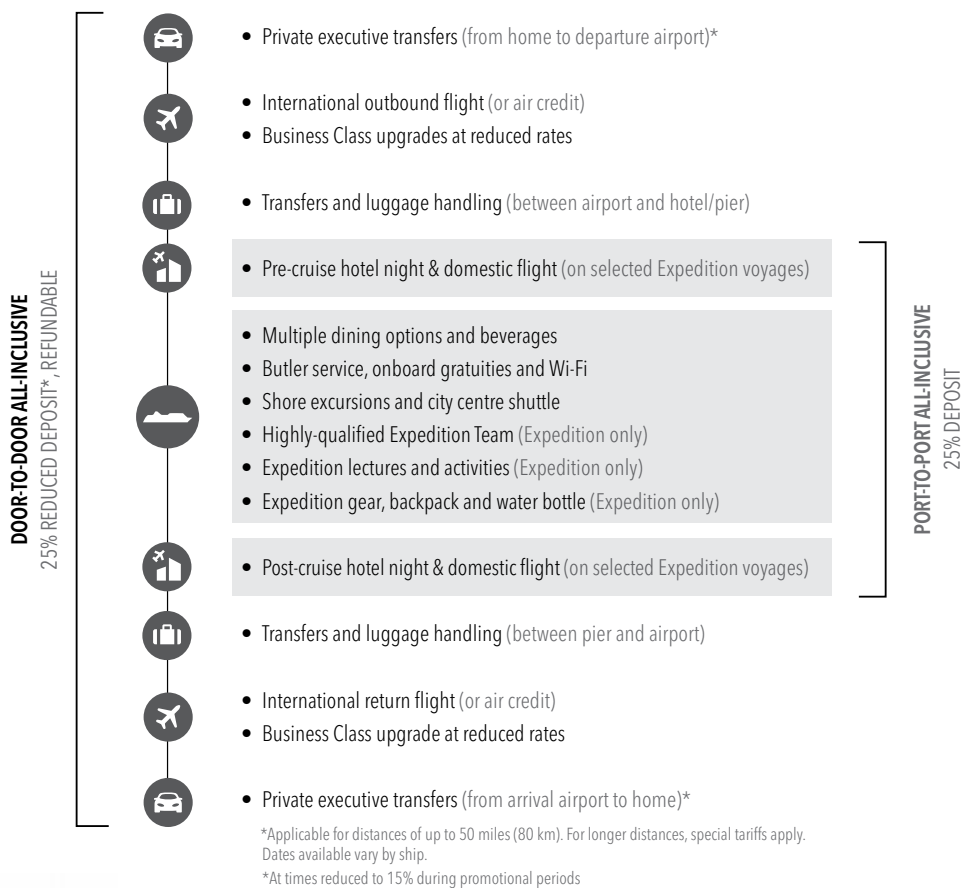 DOOR-TO-DOOR ALL-INCLUSIVE
25% REDUCED DEPOSIT*, REFUNDABLE
• Private executive transfers (from home to departure airport)*
• International outbound flight (or air credit)
• Business Class upgrades at reduced rates
• Transfers and luggage handling (between airport and hotel/pier)
• Pre-cruise hotel night & domestic flight (on selected Expedition voyages)
• Multiple dining options and beverages
• Butler service, onboard gratuities and Wi-Fi
• Shore excursions and city centre shuttle
• Highly-qualified Expedition Team (Expedition only)
• Expedition lectures and activities (Expedition only)
• Expedition gear, backpack and water bottle (Expedition only)
• Post-cruise hotel night & domestic flight (on selected Expedition voyages)
• Transfers and luggage handling (between pier and airport)
• International return flight (or air credit)
• Business Class upgrade at reduced rates
• Private executive transfers (from arrival airport to home)*
*Applicable for distances of up to 50 miles (80 km). For longer distances, special tariffs apply.
Dates available vary by ship.
*At times reduced to 15% during promotional periods
PORT-TO-PORT ALL-INCLUSIVE
25% DEPOSIT